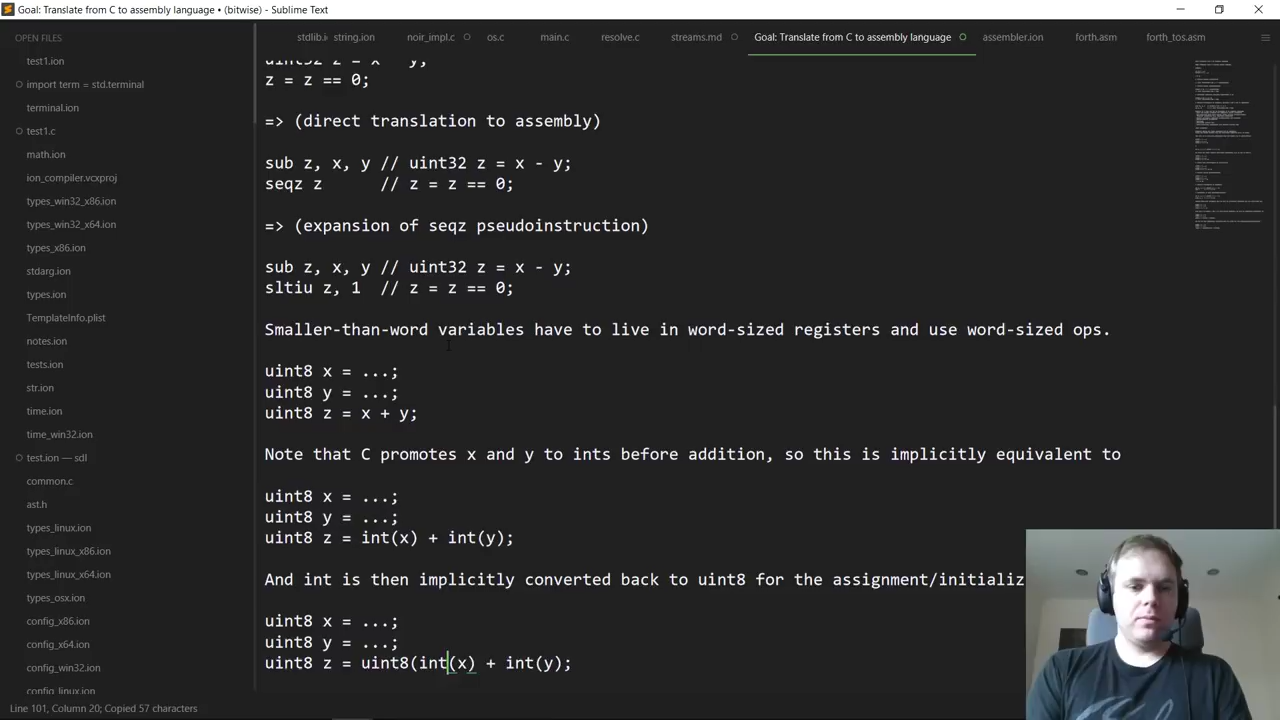 Goal: Translate from C to assembly language • (bitwise) - Sublime Text
OPEN FILES
test1.ion
import term = std.terminal
terminal.ion
test1.c
math.ion
ion_compiler.vcxproj
types_win32_x86.ion
types_win32_x64.ion
types_x86.ion
stdarg.ion
types.ion
TemplateInfo.plist
notes.ion
tests.ion
str.ion
time.ion
time_win32.ion
test.ion — sdl
common.c
ast.h
types_linux.ion
types_linux_x86.ion
types_linux_x64.ion
types_osx.ion
config_x86.ion
config_x64.ion
config_win32.ion
config_linux.ion
stdlib.i string.ion noir_impl.c os.c main.c resolve.c streams.md Goal: Translate from C to assembly language assembler.ion forth.asm forth_tos.asm
uint32 z = x - y;
z = z == 0;
=> (direct translation to assembly)
sub z, x, y // uint32 z = x - y;
seqz z // z = z == 0;
=> (expansion of seqz pseudoinstruction)
sub z, x, y // uint32 z = x - y;
sltiu z, 1 // z = z == 0;
Smaller-than-word variables have to live in word-sized registers and use word-sized ops.
uint8 x = ...;
uint8 y = ...;
uint8 z = x + y;
Note that C promotes x and y to ints before addition, so this is implicitly equivalent to
uint8 x = ...;
uint8 y = ...;
uint8 z = int(x) + int(y);
And int is then implicitly converted back to uint8 for the assignment/initializ
uint8 x = ...;
uint8 y = ...;
uint8 z = uint8(int(x) + int(y);
Line 101, Column 20; Copied 57 characters